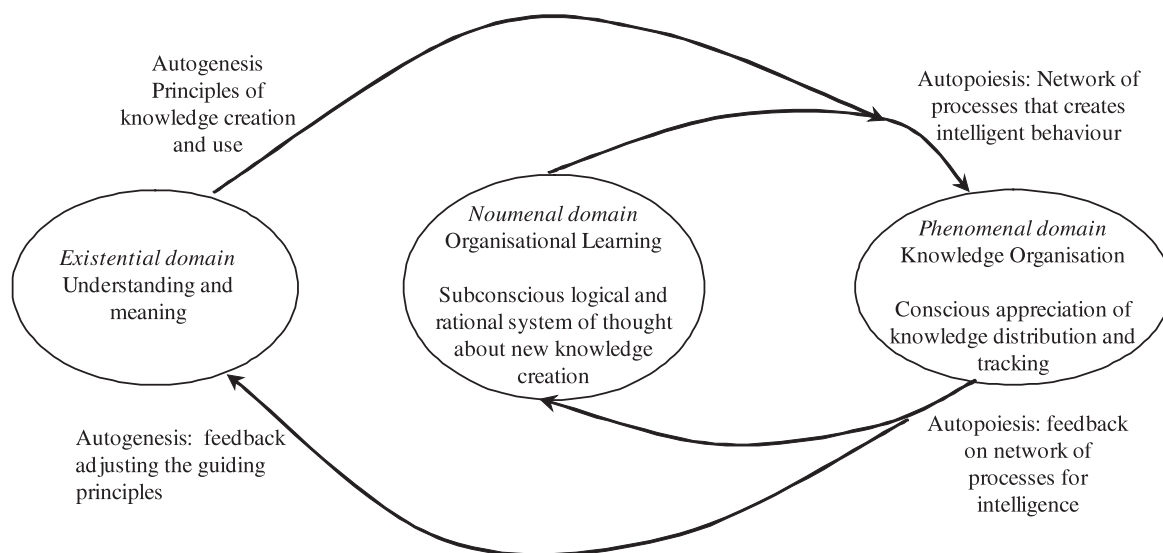 Autogenesis
Principles of
knowledge creation
and use
Autopoiesis: Network of
processes that creates
intelligent behaviour
Existential domain
Understanding and
meaning
Noumenal domain
Organisational Learning
Subconscious logical and
rational system of thought
about new knowledge
creation
Phenomenal domain
Knowledge Organisation
Conscious appreciation of
knowledge distribution and
tracking
Autogenesis:  feedback
adjusting the guiding
principles
Autopoiesis: feedback
on network of
processes for
intelligence